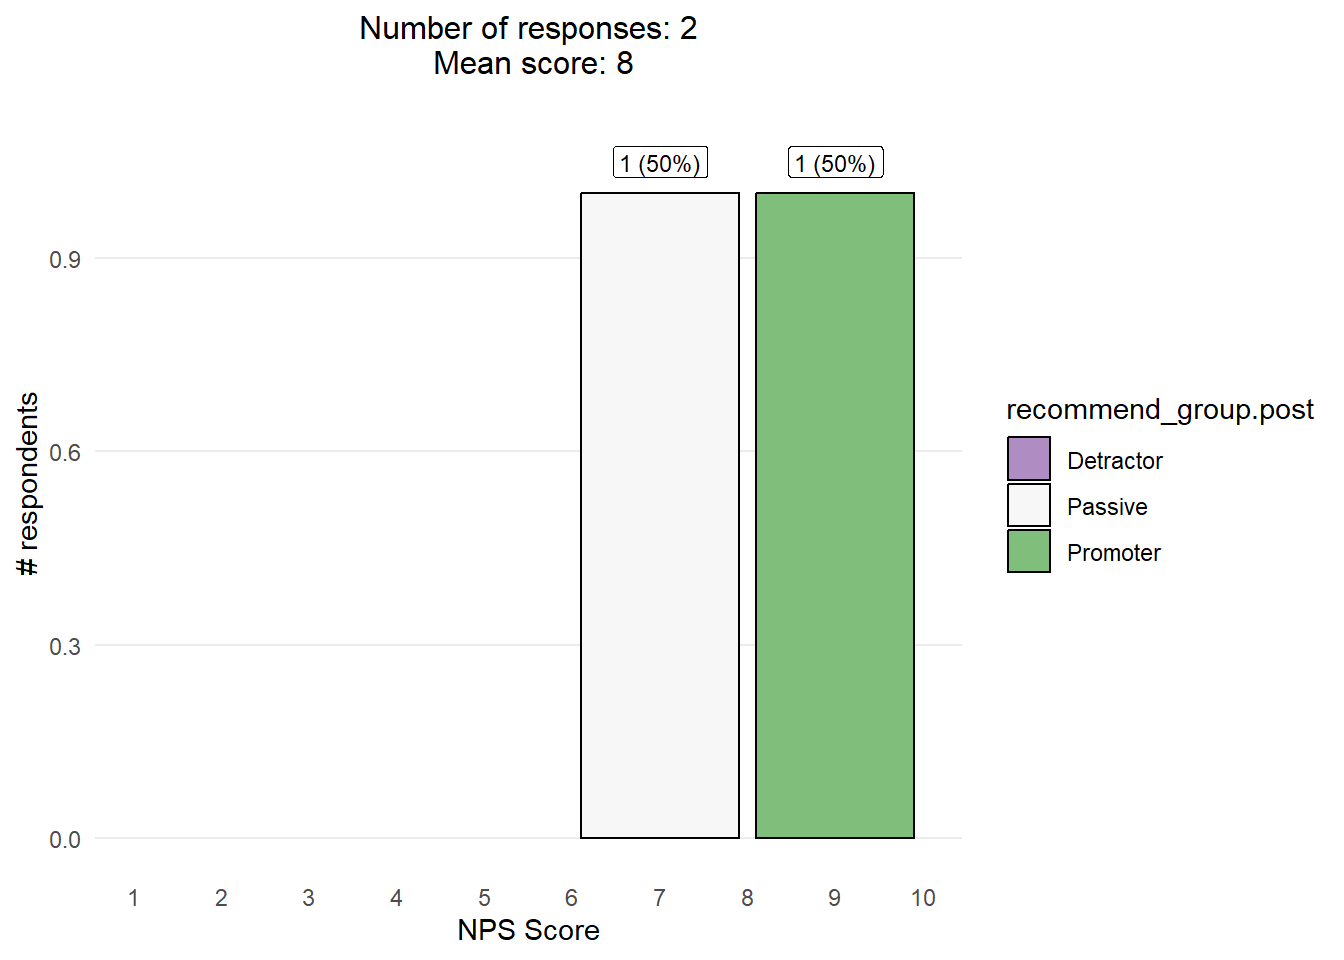 Number of responses: 2
Mean score: 8
1 (50%)
1 (50%)
0.9
0.6
0.3
0.0
# respondents
1 2 3 4 5 6 7 8 9 10
NPS Score
recommend_group.post
Detractor
Passive
Promoter